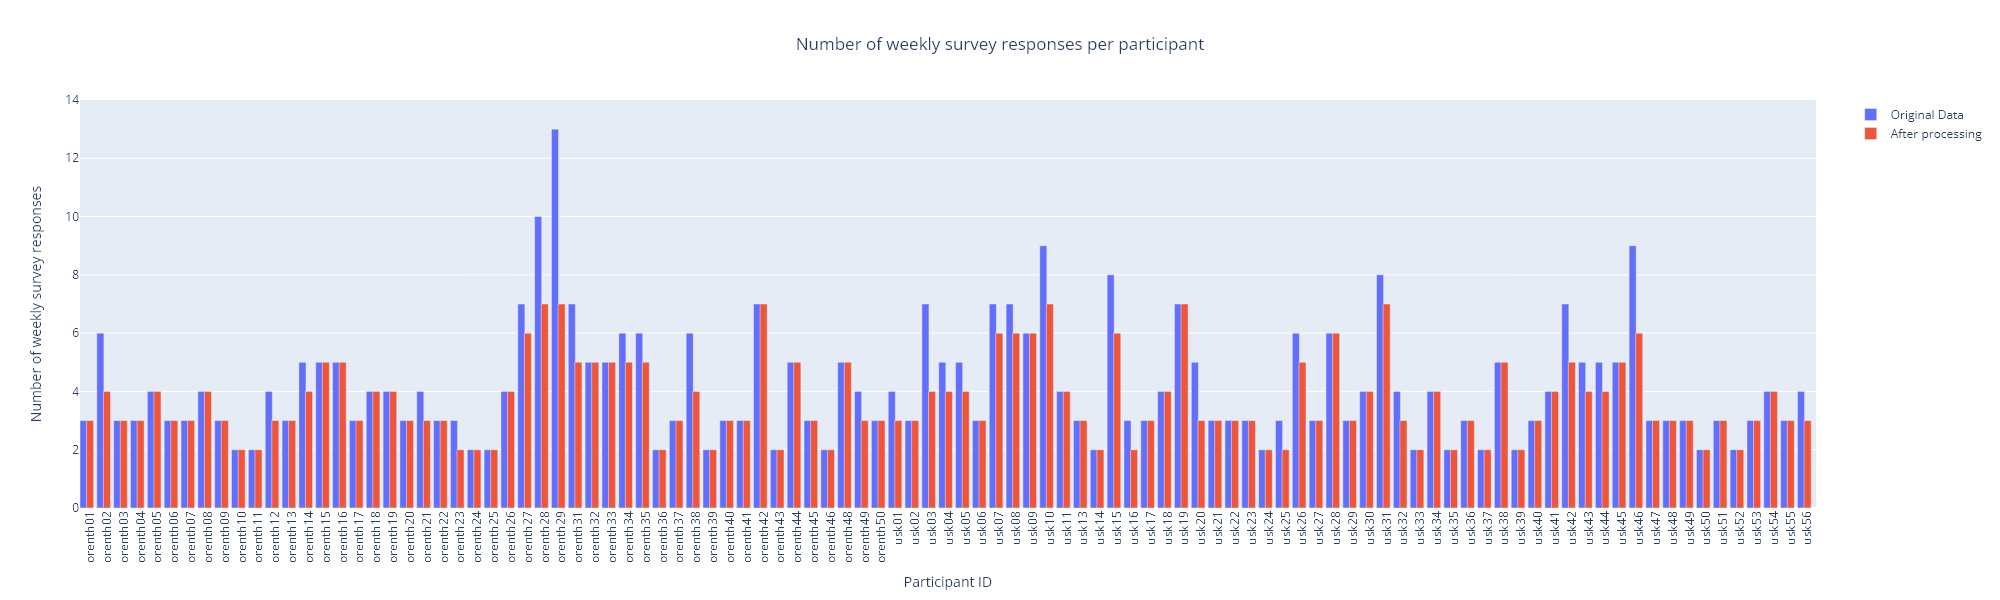 Number of weekly survey responses per participant
14
12
10
8
6
4
2
0
Number of weekly survey responses
Original Data
After processing
orenth01
orenth02
orenth03
orenth04
orenth05
orenth06
orenth07
orenth08
orenth09
orenth10
orenth11
orenth12
orenth13
orenth14
orenth15
orenth16
orenth17
orenth18
orenth19
orenth20
orenth21
orenth22
orenth23
orenth24
orenth25
orenth26
orenth27
orenth28
orenth29
orenth31
orenth32
orenth33
orenth34
orenth35
orenth36
orenth37
orenth38
orenth39
orenth40
orenth41
orenth42
orenth43
orenth44
orenth45
orenth46
orenth48
orenth49
orenth50
usk01
usk02
usk03
usk04
usk05
usk06
usk07
usk08
usk09
usk10
usk11
usk13
usk14
usk15
usk16
usk17
usk18
usk19
usk20
usk21
usk22
usk23
usk24
usk25
usk26
usk27
usk28
usk29
usk30
usk31
usk32
usk33
usk34
usk35
usk36
usk37
usk38
usk39
usk40
usk41
usk42
usk43
usk44
usk45
usk46
usk47
usk48
usk49
usk50
usk51
usk52
usk53
usk54
usk55
usk56
Participant ID